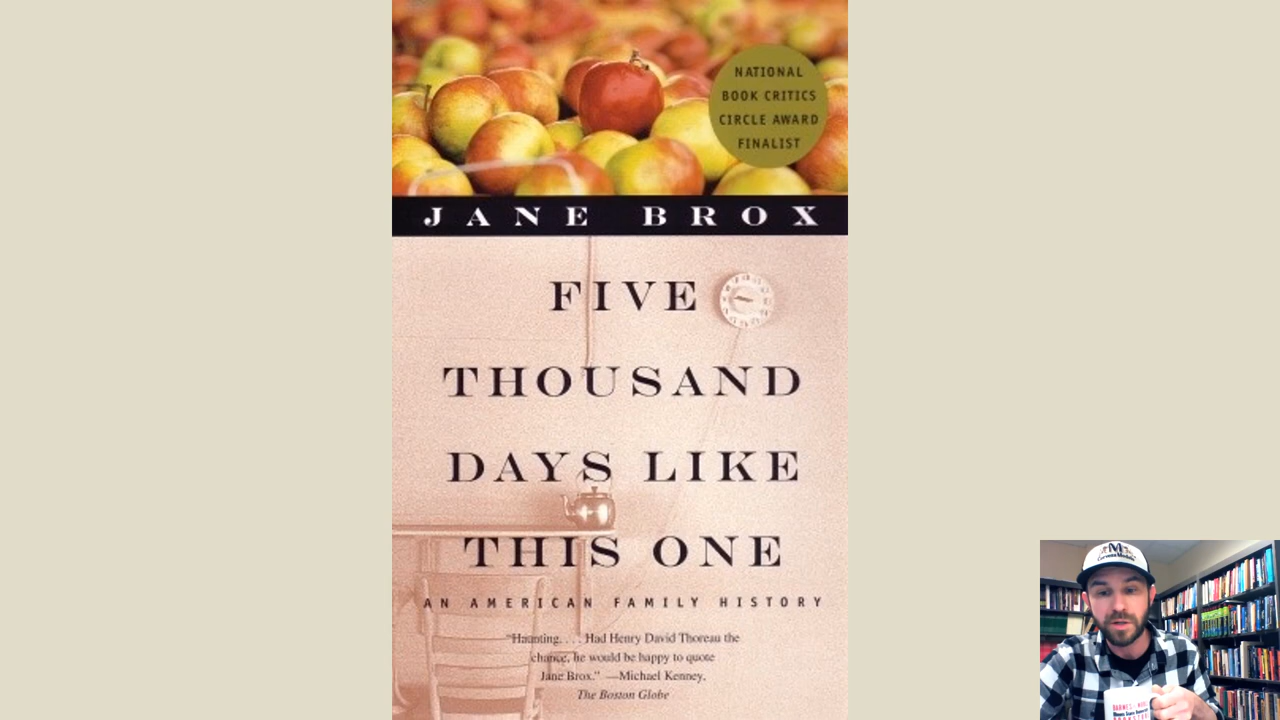 NATIONAL
BOOK CRITICS
CIRCLE AWARD
FINALIST
JANE BROX
FIVE
THOUSAND
DAYS LIKE
THIS ONE
AN AMERICAN FAMILY HISTORY
"Haunting. . . . Had Henry David Thoreau the
chance, he would be happy to quote
Jane Brox." —Michael Kenney,
The Boston Globe
M
BARNES